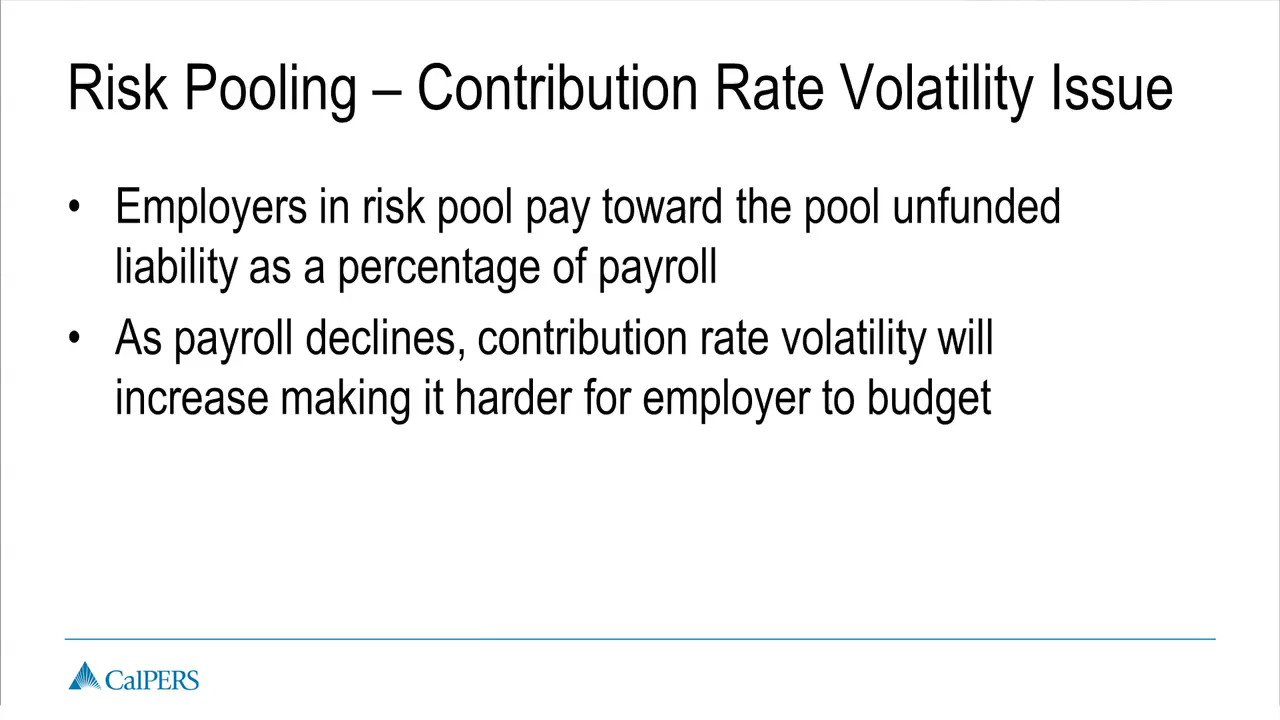 Risk Pooling – Contribution Rate Volatility Issue
• Employers in risk pool pay toward the pool unfunded
liability as a percentage of payroll
• As payroll declines, contribution rate volatility will
increase making it harder for employer to budget
CalPERS